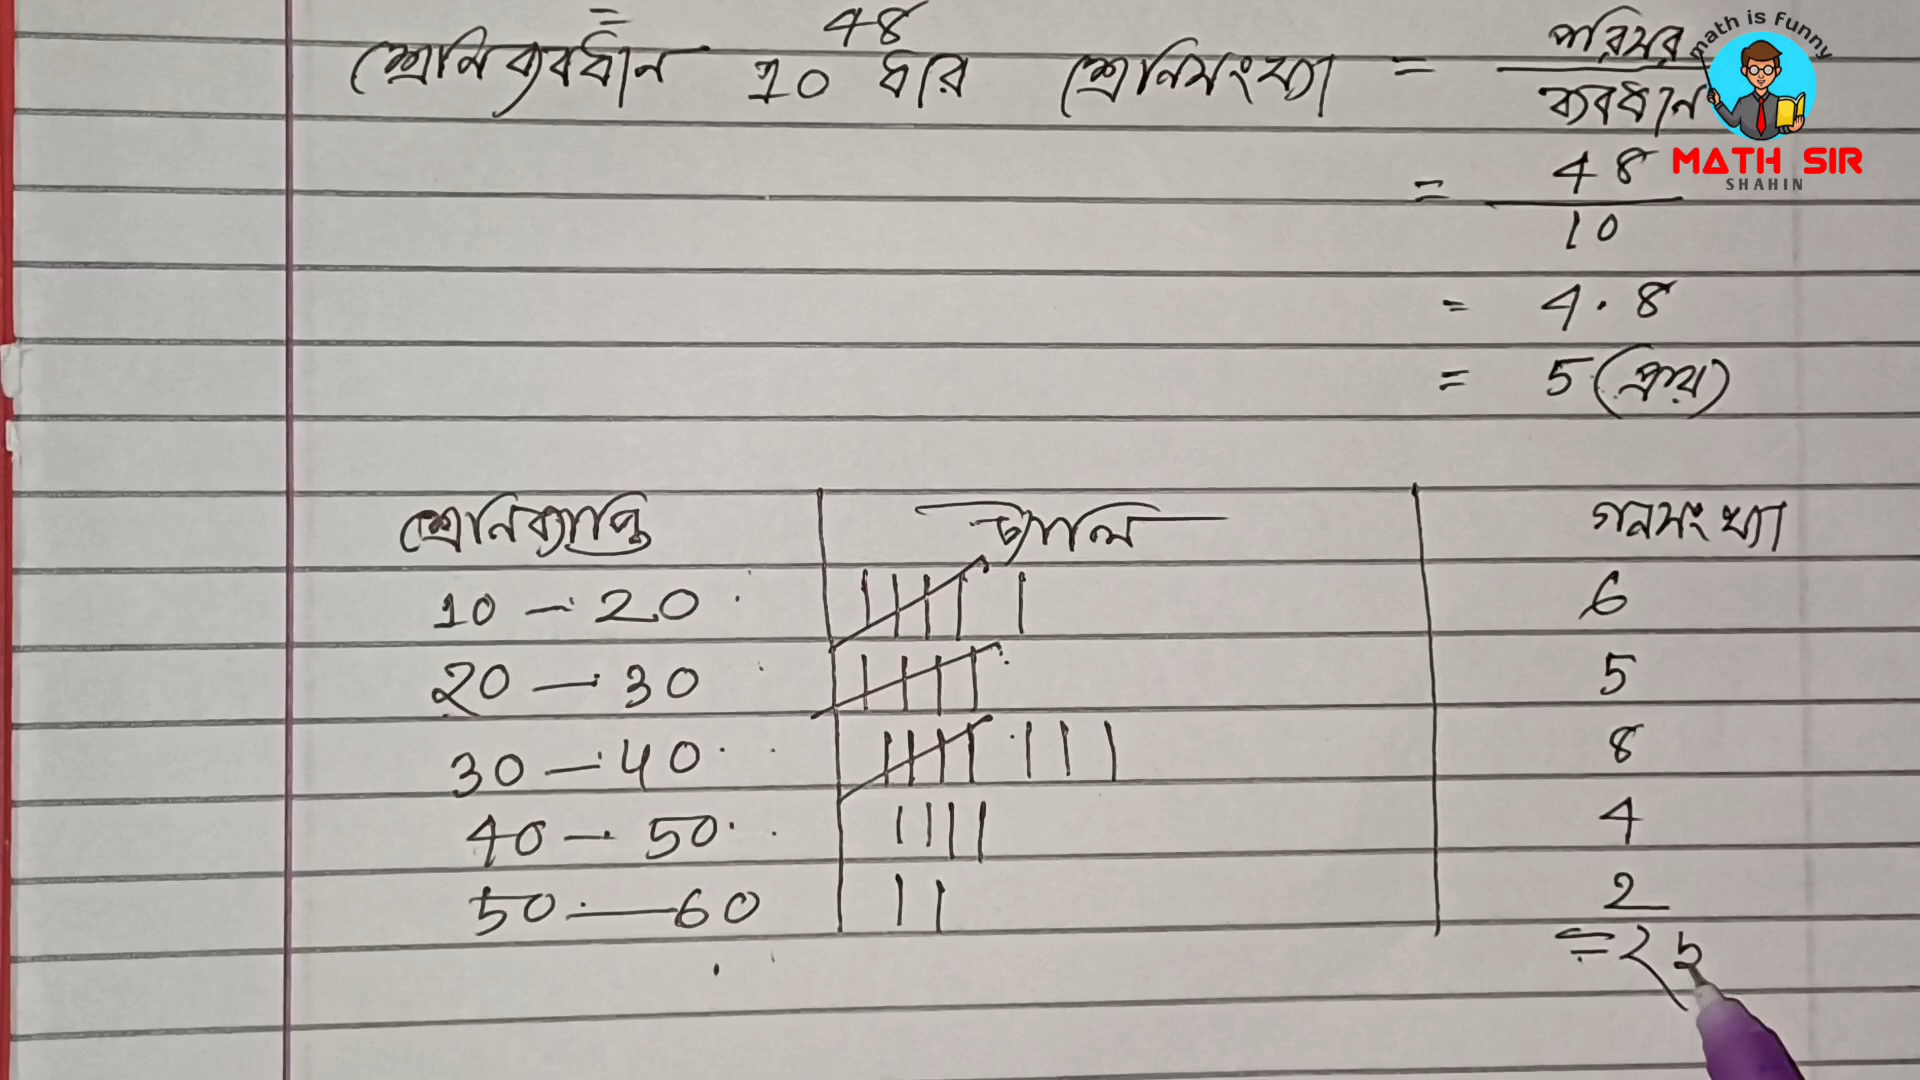 = 48
শ্রেনি ব্যবধান 10 ধরি শ্রেনিসংখ্যা = পরিসর
ব্যবধান
= 48
10
= 4.8
= 5 (প্রায়)
শ্রেনিব্যাপ্তি ট্যালি গনসংখ্যা
10 — 20 |||| | 6
20 — 30 |||| 5
30 — 40 |||| ||| 8
40 — 50 |||| 4
50 — 60 || 2
= 25
math is Funny
MATH SIR
SHAHIN